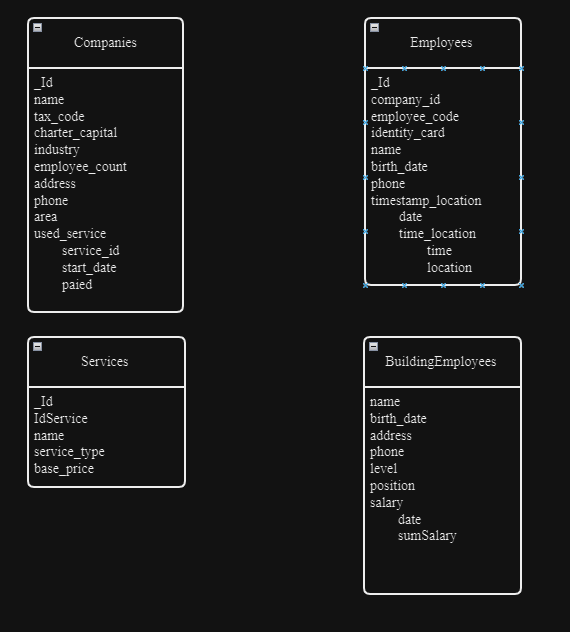 Companies
_Id
name
tax_code
charter_capital
industry
employee_count
address
phone
area
used_service
service_id
start_date
paied
Employees
_Id
company_id
employee_code
identity_card
name
birth_date
phone
timestamp_location
date
time_location
time
location
Services
_Id
IdService
name
service_type
base_price
BuildingEmployees
name
birth_date
address
phone
level
position
salary
date
sumSalary